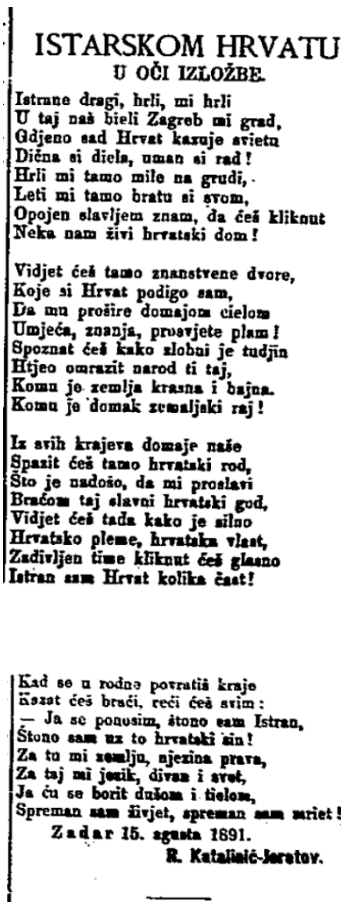 ISTARSKOM HRVATU
U OČI IZLOŽBE.
Istrane dragi, hrli, mi hrli
U taj naš bieli Zagreb mi grad,
Gdjeno sad Hrvat kazuje svietu
Dična si diela, uman si rad!
Hrli mi tamo mile na grudi,
Leti mi tamo bratu si svom,
Opojen slavljem znam, da ćeš kliknut
Neka nam živi hrvatski dom!
Vidjet ćeš tamo znanstvene dvore,
Koje si Hrvat podigo sam,
Da mu prošire domajom cielom
Umjeća, znanja, prosvjete plam!
Spoznat ćeš kako zlobni je tudjin
Htjeo omrazit narod ti taj,
Komu je zemlja krasna i bajna.
Komu je domak zemaljski raj!
Iz svih krajeva domaje naše
Spazit ćeš tamo hrvatski rod,
Što je nadošo, da mi proslavi
Braćom taj slavni hrvatski god,
Vidjet ćeš tada kako je silno
Hrvatsko pleme, hrvatska vlast,
Zadivljen time kliknut ćeš glasno
Istran sam Hrvat kolika čast!
Kad se u rodne povratiš kraje
Kazat ćeš braći, reći ćeš svim:
— Ja se ponosim, štono sam Istran,
Štono sam uz to hrvatski sin!
Za tu mi zemlju, njezina prava,
Za taj mi jezik, divan i svet,
Ja ću se borit dušom i tielom,
Spreman sam živjet, spreman sam mriet!
Zadar 15. agusta 1891.
R. Katalinić-Jeretov.